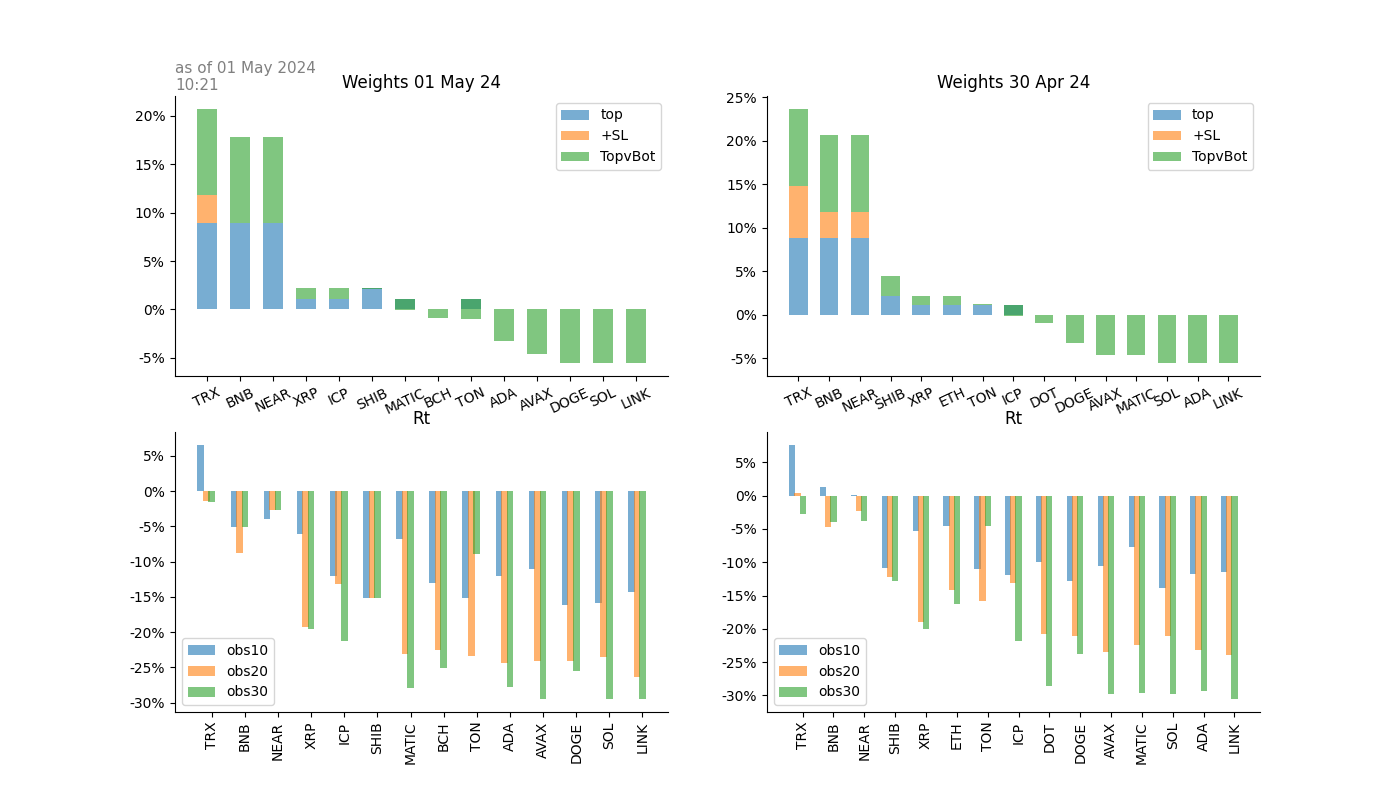 as of 01 May 2024
10:21
Weights 01 May 24
20%
15%
10%
5%
0%
-5%
top
+SL
TopvBot
TRX BNB NEAR XRP ICP SHIB MATIC BCH TON ADA AVAX DOGE SOL LINK
Weights 30 Apr 24
25%
20%
15%
10%
5%
0%
-5%
top
+SL
TopvBot
TRX BNB NEAR SHIB XRP ETH TON ICP DOT DOGE AVAX MATIC SOL ADA LINK
Rt
5%
0%
-5%
-10%
-15%
-20%
-25%
-30%
obs10
obs20
obs30
TRX BNB NEAR XRP ICP SHIB MATIC BCH TON ADA AVAX DOGE SOL LINK
Rt
5%
0%
-5%
-10%
-15%
-20%
-25%
-30%
obs10
obs20
obs30
TRX BNB NEAR SHIB XRP ETH TON ICP DOT DOGE AVAX MATIC SOL ADA LINK